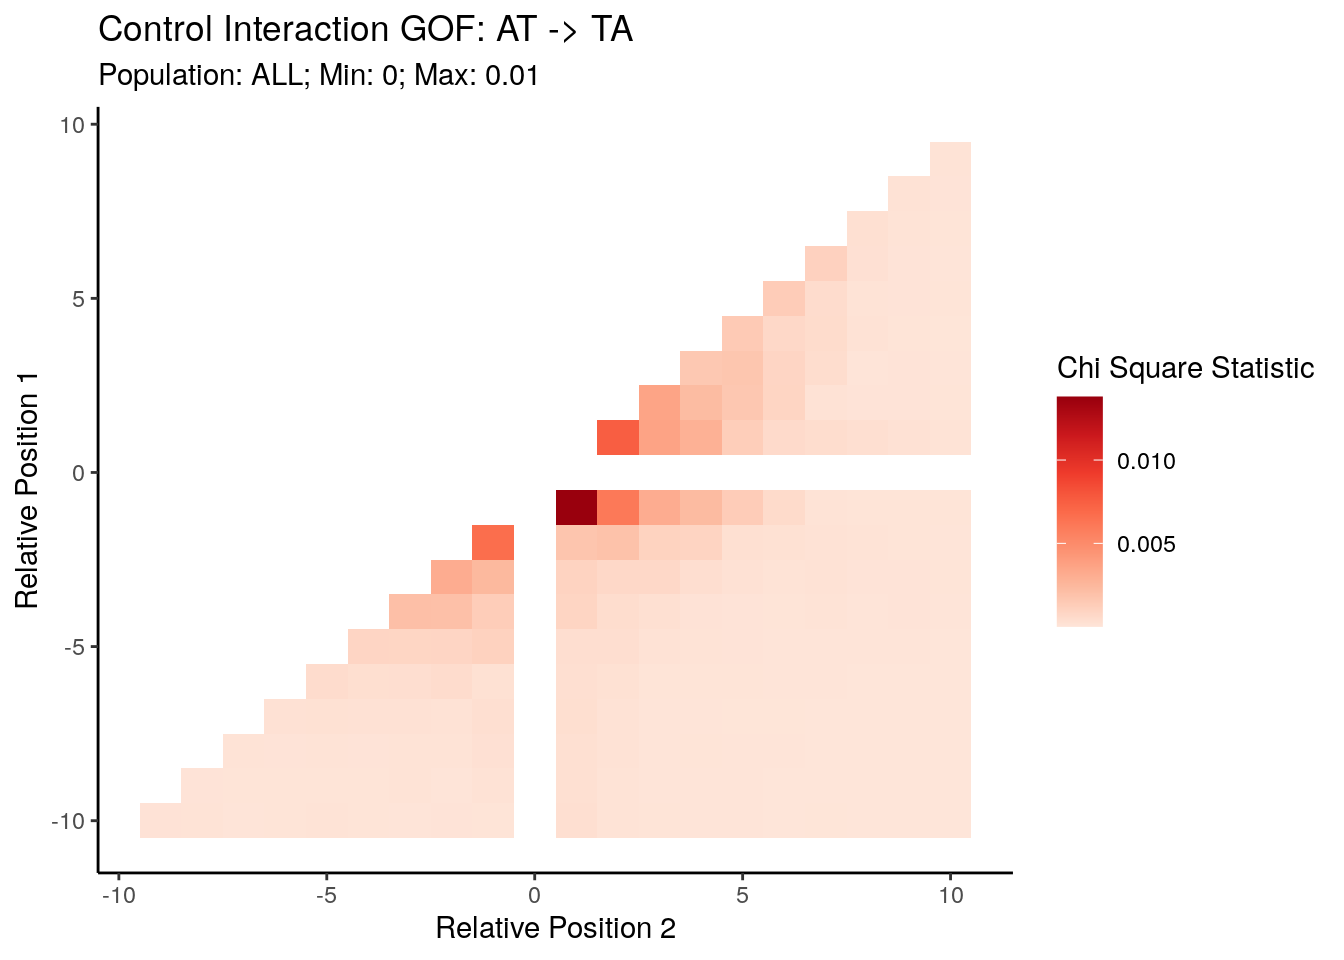 Control Interaction GOF: AT -> TA
Population: ALL; Min: 0; Max: 0.01
10
5
0
-5
-10
Relative Position 1
-10
-5
0
5
10
Relative Position 2
Chi Square Statistic
0.010
0.005